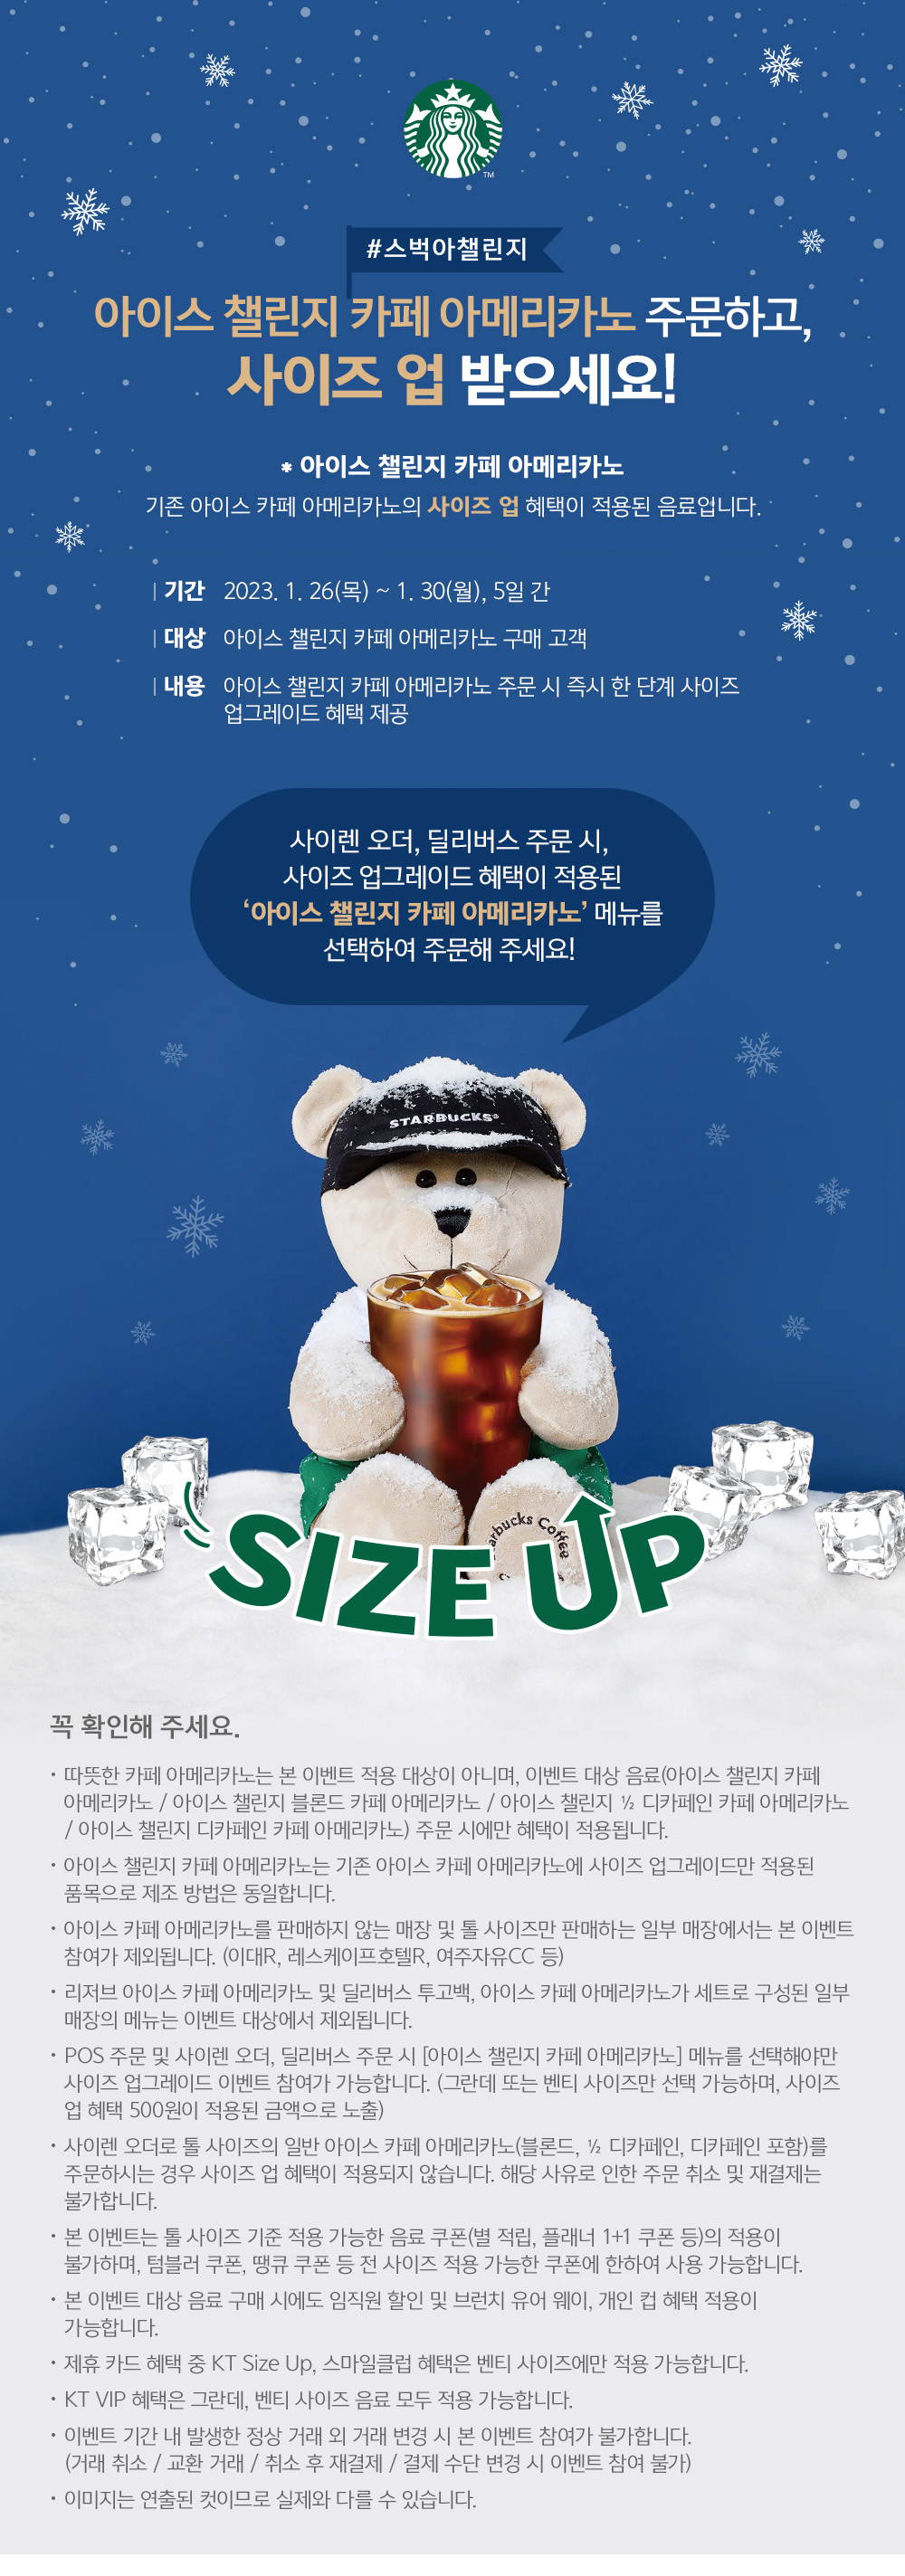 TM
#스벅아챌린지
아이스 챌린지 카페 아메리카노 주문하고,
사이즈 업 받으세요!
* 아이스 챌린지 카페 아메리카노
기존 아이스 카페 아메리카노의 사이즈 업 혜택이 적용된 음료입니다.
| 기간 2023. 1. 26(목) ~ 1. 30(월), 5일 간
| 대상 아이스 챌린지 카페 아메리카노 구매 고객
| 내용 아이스 챌린지 카페 아메리카노 주문 시 즉시 한 단계 사이즈
업그레이드 혜택 제공
사이렌 오더, 딜리버스 주문 시,
사이즈 업그레이드 혜택이 적용된
‘아이스 챌린지 카페 아메리카노’ 메뉴를
선택하여 주문해 주세요!
STARBUCKS®
arbucks Coffee
SIZE UP
꼭 확인해 주세요.
• 따뜻한 카페 아메리카노는 본 이벤트 적용 대상이 아니며, 이벤트 대상 음료(아이스 챌린지 카페
아메리카노 / 아이스 챌린지 블론드 카페 아메리카노 / 아이스 챌린지 ½ 디카페인 카페 아메리카노
/ 아이스 챌린지 디카페인 카페 아메리카노) 주문 시에만 혜택이 적용됩니다.
• 아이스 챌린지 카페 아메리카노는 기존 아이스 카페 아메리카노에 사이즈 업그레이드만 적용된
품목으로 제조 방법은 동일합니다.
• 아이스 카페 아메리카노를 판매하지 않는 매장 및 톨 사이즈만 판매하는 일부 매장에서는 본 이벤트
참여가 제외됩니다. (이대R, 레스케이프호텔R, 여주자유CC 등)
• 리저브 아이스 카페 아메리카노 및 딜리버스 투고백, 아이스 카페 아메리카노가 세트로 구성된 일부
매장의 메뉴는 이벤트 대상에서 제외됩니다.
• POS 주문 및 사이렌 오더, 딜리버스 주문 시 [아이스 챌린지 카페 아메리카노] 메뉴를 선택해야만
사이즈 업그레이드 이벤트 참여가 가능합니다. (그란데 또는 벤티 사이즈만 선택 가능하며, 사이즈
업 혜택 500원이 적용된 금액으로 노출)
• 사이렌 오더로 톨 사이즈의 일반 아이스 카페 아메리카노(블론드, ½ 디카페인, 디카페인 포함)를
주문하시는 경우 사이즈 업 혜택이 적용되지 않습니다. 해당 사유로 인한 주문 취소 및 재결제는
불가합니다.
• 본 이벤트는 톨 사이즈 기준 적용 가능한 음료 쿠폰(별 적립, 플래너 1+1 쿠폰 등)의 적용이
불가하며, 텀블러 쿠폰, 땡큐 쿠폰 등 전 사이즈 적용 가능한 쿠폰에 한하여 사용 가능합니다.
• 본 이벤트 대상 음료 구매 시에도 임직원 할인 및 브런치 유어 웨이, 개인 컵 혜택 적용이
가능합니다.
• 제휴 카드 혜택 중 KT Size Up, 스마일클럽 혜택은 벤티 사이즈에만 적용 가능합니다.
• KT VIP 혜택은 그란데, 벤티 사이즈 음료 모두 적용 가능합니다.
• 이벤트 기간 내 발생한 정상 거래 외 거래 변경 시 본 이벤트 참여가 불가합니다.
(거래 취소 / 교환 거래 / 취소 후 재결제 / 결제 수단 변경 시 이벤트 참여 불가)
• 이미지는 연출된 컷이므로 실제와 다를 수 있습니다.